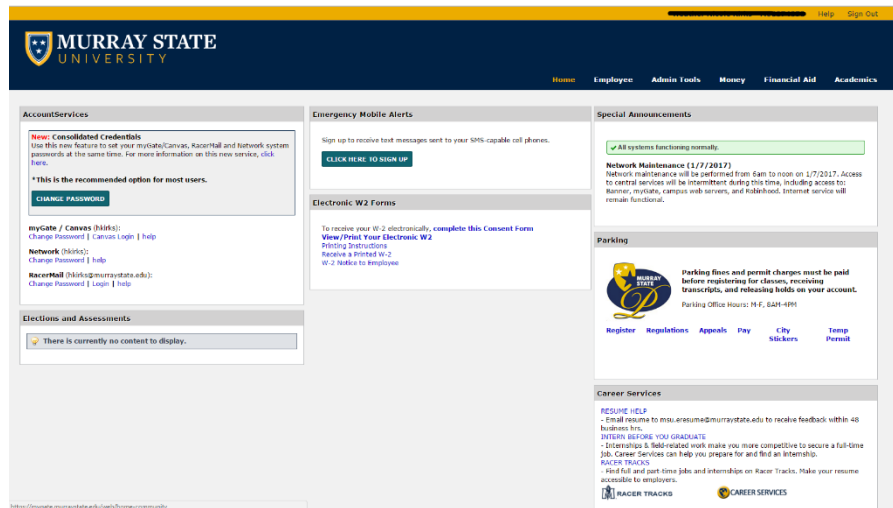 Help Sign Out
MURRAY STATE
UNIVERSITY
Home Employee Admin Tools Money Financial Aid Academics
AccountServices
New: Consolidated Credentials
Use this new feature to set your myGate/Canvas, RacerMail and Network system
passwords at the same time. For more information on this new service, click
here.
*This is the recommended option for most users.
CHANGE PASSWORD
myGate / Canvas (hkirks):
Change Password | Canvas Login | help
Network (hkirks):
Change Password | help
RacerMail (hkirks@murraystate.edu):
Change Password | Login | help
Elections and Assessments
There is currently no content to display.
Emergency Mobile Alerts
Sign up to receive text messages sent to your SMS-capable cell phones.
CLICK HERE TO SIGN UP
Electronic W2 Forms
To receive your W-2 electronically, complete this Consent Form
View/Print Your Electronic W2
Printing Instructions
Receive a Printed W-2
W-2 Notice to Employee
Special Announcements
All systems functioning normally.
Network Maintenance (1/7/2017)
Network maintenance will be performed from 6am to noon on 1/7/2017. Access
to central services will be intermittent during this time, including access to:
Banner, myGate, campus web servers, and Robinhood. Internet service will
remain functional.
Parking
MURRAY
STATE
P
Parking fines and permit charges must be paid
before registering for classes, receiving
transcripts, and releasing holds on your account.
Parking Office Hours: M-F, 8AM-4PM
Register Regulations Appeals Pay City Temp
Stickers Permit
Career Services
RESUME HELP
- Email resume to msu.eresume@murraystate.edu to receive feedback within 48
business hrs.
INTERN BEFORE YOU GRADUATE
- Internships & field-related work make you more competitive to secure a full-time
job. Career Services can help you prepare for and find an internship.
RACER TRACKS
- Find full and part-time jobs and internships on Racer Tracks. Make your resume
accessible to employers.
RACER TRACKS CAREER SERVICES
https://mygate.murraystate.edu/web/home-community